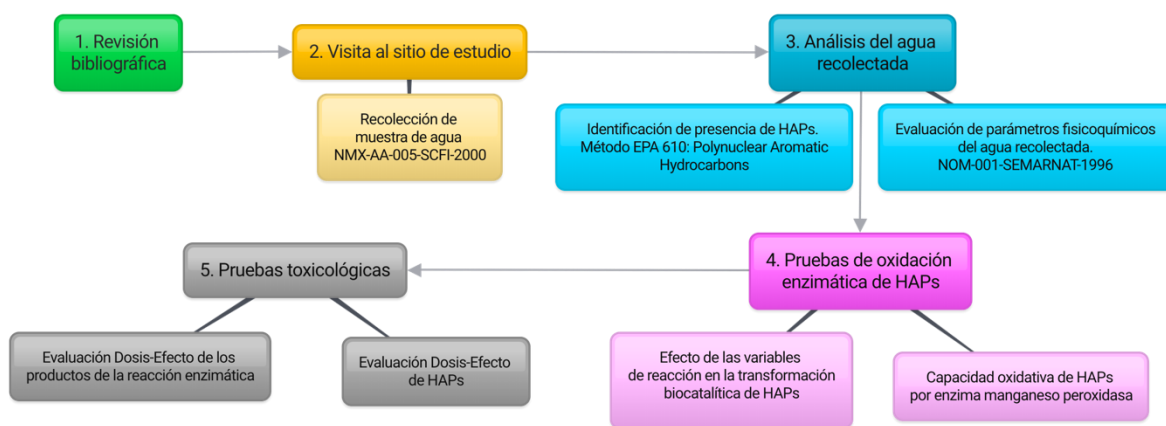 1. Revisión
bibliográfica
2. Visita al sitio de estudio
Recolección de
muestra de agua
NMX-AA-005-SCFI-2000
3. Análisis del agua
recolectada
Identificación de presencia de HAPs.
Método EPA 610: Polynuclear Aromatic
Hydrocarbons
Evaluación de parámetros fisicoquímicos
del agua recolectada.
NOM-001-SEMARNAT-1996
4. Pruebas de oxidación
enzimática de HAPs
Efecto de las variables
de reacción en la transformación
biocatalítica de HAPs
Capacidad oxidativa de HAPs
por enzima manganeso peroxidasa
5. Pruebas toxicológicas
Evaluación Dosis-Efecto de los
productos de la reacción enzimática
Evaluación Dosis-Efecto
de HAPs